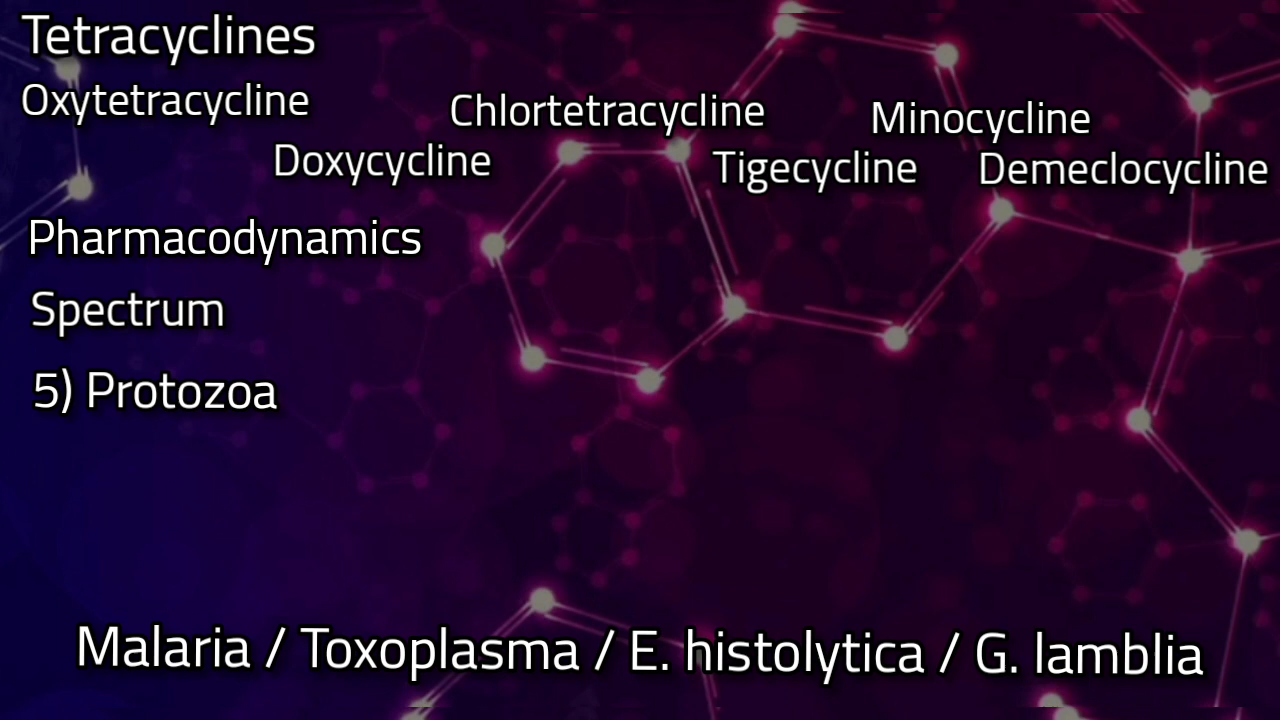 Tetracyclines
Oxytetracycline
Chlortetracycline
Minocycline
Doxycycline
Tigecycline
Demeclocycline
Pharmacodynamics
Spectrum
5) Protozoa
Malaria / Toxoplasma / E. histolytica / G. lamblia